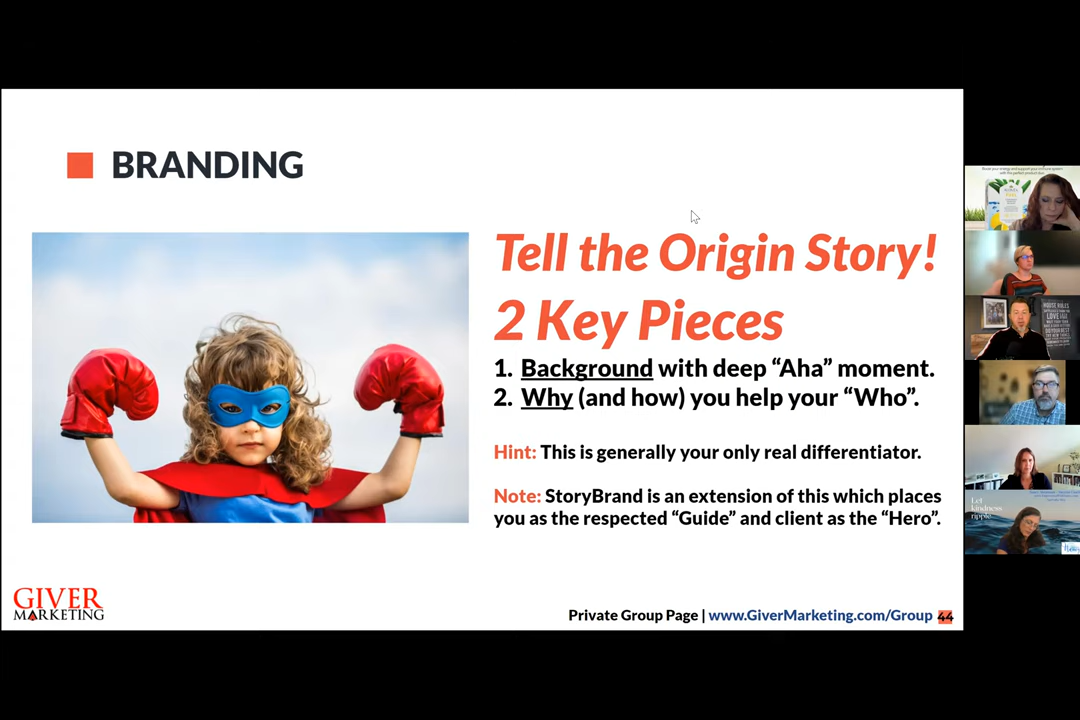 BRANDING
Tell the Origin Story!
2 Key Pieces
1. Background with deep “Aha” moment.
2. Why (and how) you help your “Who”.
Hint: This is generally your only real differentiator.
Note: StoryBrand is an extension of this which places
you as the respected “Guide” and client as the “Hero”.
GIVER
MARKETING
Private Group Page | www.GiverMarketing.com/Group 44
Let
kindness
ripple